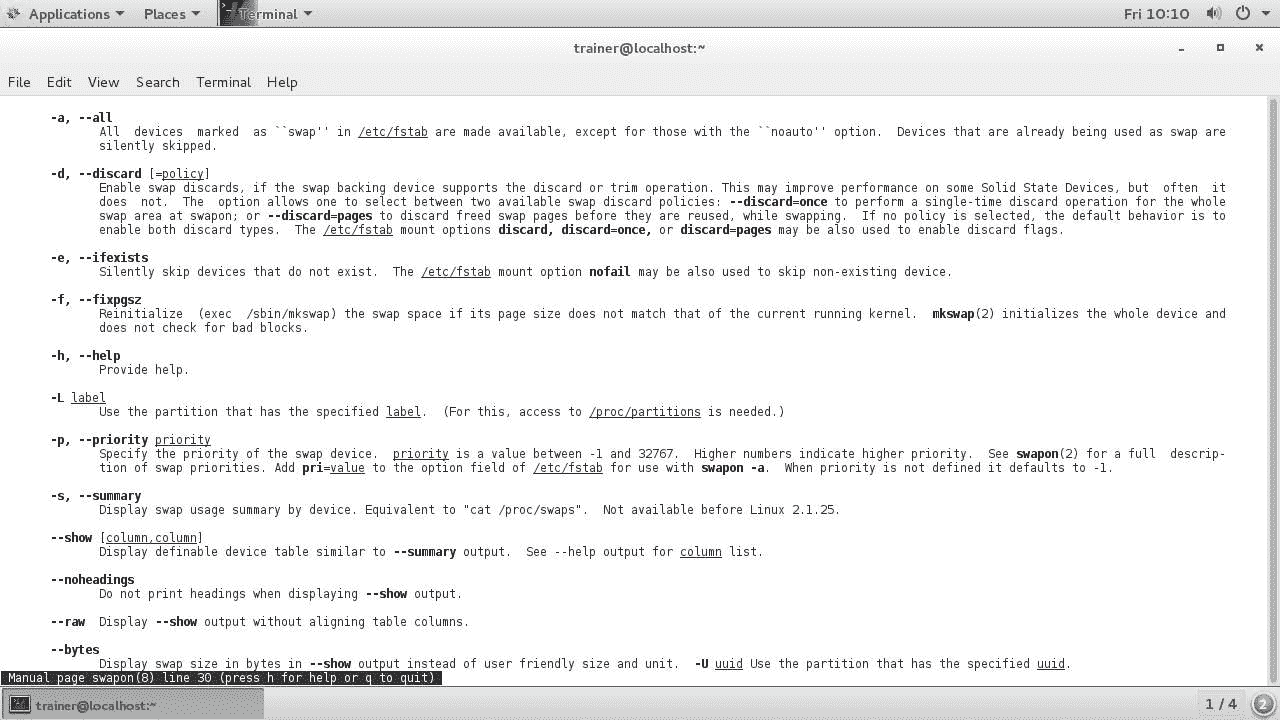 Applications Places Terminal Fri 10:10
trainer@localhost:~
File Edit View Search Terminal Help
-a, --all
All devices marked as ``swap'' in /etc/fstab are made available, except for those with the ``noauto'' option. Devices that are already being used as swap are
silently skipped.
-d, --discard [=policy]
Enable swap discards, if the swap backing device supports the discard or trim operation. This may improve performance on some Solid State Devices, but often it
does not. The option allows one to select between two available swap discard policies: --discard=once to perform a single-time discard operation for the whole
swap area at swapon; or --discard=pages to discard freed swap pages before they are reused, while swapping. If no policy is selected, the default behavior is to
enable both discard types. The /etc/fstab mount options discard, discard=once, or discard=pages may be also used to enable discard flags.
-e, --ifexists
Silently skip devices that do not exist. The /etc/fstab mount option nofail may be also used to skip non-existing device.
-f, --fixpgsz
Reinitialize (exec /sbin/mkswap) the swap space if its page size does not match that of the current running kernel. mkswap(2) initializes the whole device and
does not check for bad blocks.
-h, --help
Provide help.
-L label
Use the partition that has the specified label. (For this, access to /proc/partitions is needed.)
-p, --priority priority
Specify the priority of the swap device. priority is a value between -1 and 32767. Higher numbers indicate higher priority. See swapon(2) for a full descrip-
tion of swap priorities. Add pri=value to the option field of /etc/fstab for use with swapon -a. When priority is not defined it defaults to -1.
-s, --summary
Display swap usage summary by device. Equivalent to "cat /proc/swaps". Not available before Linux 2.1.25.
--show [column,column]
Display definable device table similar to --summary output. See --help output for column list.
--noheadings
Do not print headings when displaying --show output.
--raw Display --show output without aligning table columns.
--bytes
Display swap size in bytes in --show output instead of user friendly size and unit. -U uuid Use the partition that has the specified uuid.
Manual page swapon(8) line 30 (press h for help or q to quit)
trainer@localhost:~ 1 / 4 2